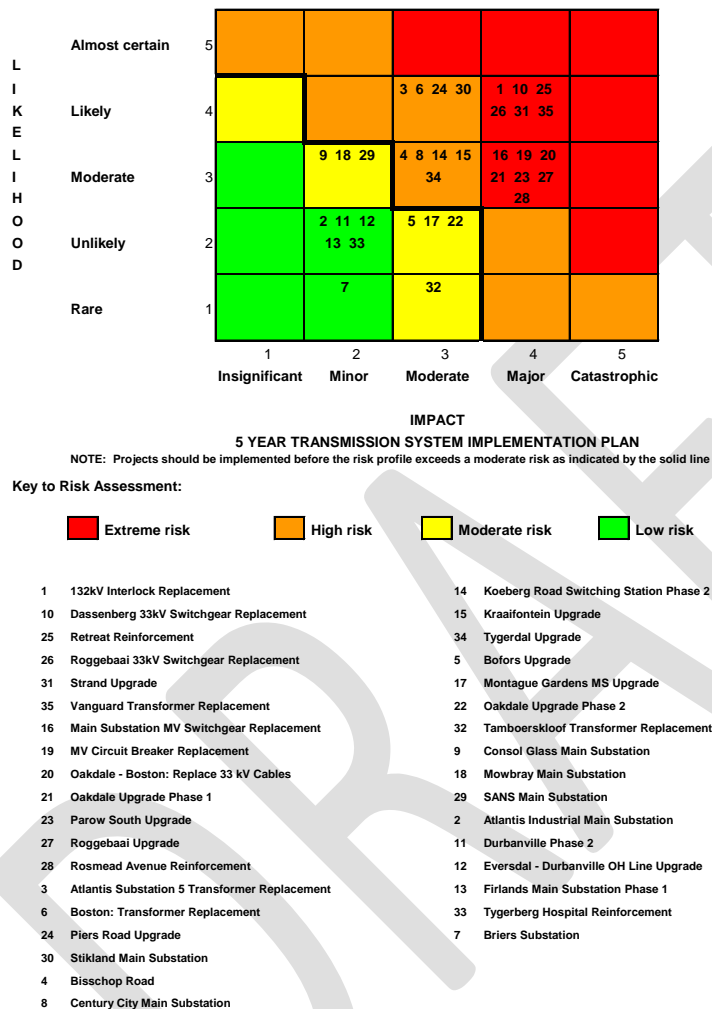 LIKELIHOOD
Almost certain 5
Likely 4
3 6 24 30
1 10 25
26 31 35
Moderate 3
9 18 29
4 8 14 15
34
16 19 20
21 23 27
28
Unlikely 2
2 11 12
13 33
5 17 22
Rare 1
7
32
1 2 3 4 5
Insignificant Minor Moderate Major Catastrophic
IMPACT
5 YEAR TRANSMISSION SYSTEM IMPLEMENTATION PLAN
NOTE: Projects should be implemented before the risk profile exceeds a moderate risk as indicated by the solid line
Key to Risk Assessment:
Extreme risk High risk Moderate risk Low risk
1 132kV Interlock Replacement
10 Dassenberg 33kV Switchgear Replacement
25 Retreat Reinforcement
26 Roggebaai 33kV Switchgear Replacement
31 Strand Upgrade
35 Vanguard Transformer Replacement
16 Main Substation MV Switchgear Replacement
19 MV Circuit Breaker Replacement
20 Oakdale - Boston: Replace 33 kV Cables
21 Oakdale Upgrade Phase 1
23 Parow South Upgrade
27 Roggebaai Upgrade
28 Rosmead Avenue Reinforcement
3 Atlantis Substation 5 Transformer Replacement
6 Boston: Transformer Replacement
24 Piers Road Upgrade
30 Stikland Main Substation
4 Bisschop Road
8 Century City Main Substation
14 Koeberg Road Switching Station Phase 2
15 Kraaifontein Upgrade
34 Tygerdal Upgrade
5 Bofors Upgrade
17 Montague Gardens MS Upgrade
22 Oakdale Upgrade Phase 2
32 Tamboerskloof Transformer Replacement
9 Consol Glass Main Substation
18 Mowbray Main Substation
29 SANS Main Substation
2 Atlantis Industrial Main Substation
11 Durbanville Phase 2
12 Eversdal - Durbanville OH Line Upgrade
13 Firlands Main Substation Phase 1
33 Tygerberg Hospital Reinforcement
7 Briers Substation